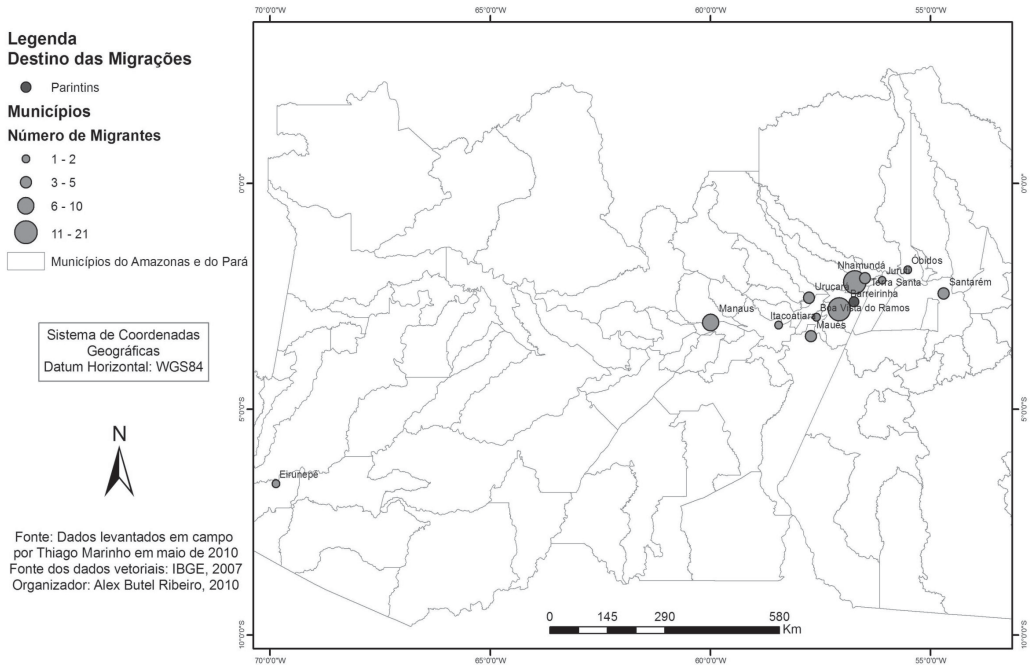 Legenda
Destino das Migrações
Parintins
Municípios
Número de Migrantes
1 - 2
3 - 5
6 - 10
11 - 21
Municípios do Amazonas e do Pará
Sistema de Coordenadas
Geográficas
Datum Horizontal: WGS84
N
Fonte: Dados levantados em campo
por Thiago Marinho em maio de 2010
Fonte dos dados vetoriais: IBGE, 2007
Organizador: Alex Butel Ribeiro, 2010
70°0'0"W
65°0'0"W
60°0'0"W
55°0'0"W
0°0'0"
0°0'0"
Nhamundá
Óbidos
Juruti
Terra Santa
Santarém
Urucará
Barreirinha
Manaus
Boa Vista do Ramos
Itacoatiara
Maués
5°0'0"S
5°0'0"S
Eirunepé
0
145
290
580
Km
10°0'0"S
10°0'0"S
70°0'0"W
65°0'0"W
60°0'0"W
55°0'0"W